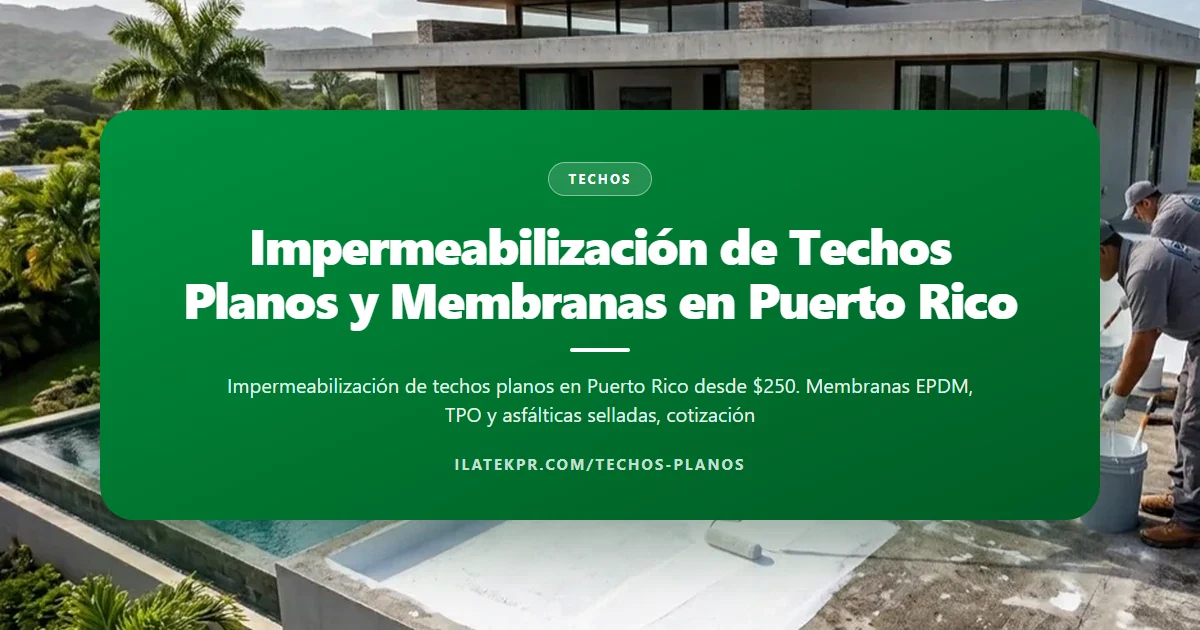 TECHOS
Impermeabilización de Techos
Planos y Membranas en Puerto Rico
Impermeabilización de techos planos en Puerto Rico desde $250. Membranas EPDM,
TPO y asfálticas selladas, cotización
ILATEKPR.COM/TECHOS-PLANOS